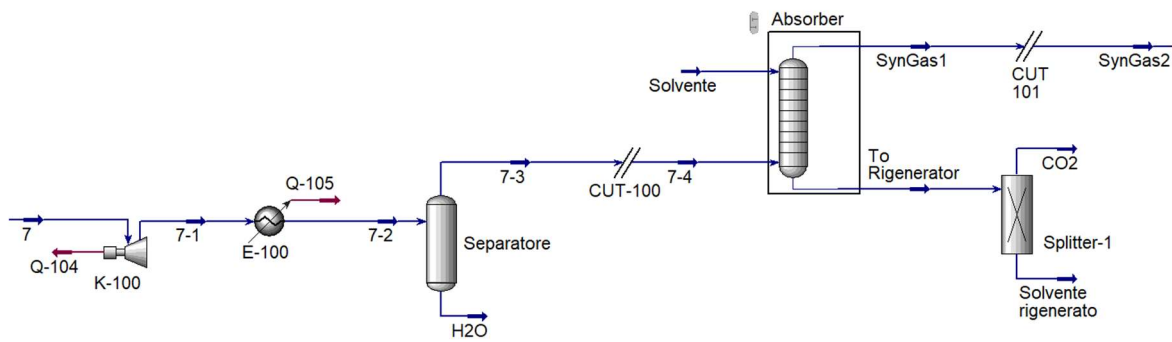 Absorber
SynGas1
CUT
101
SynGas2
Solvente
7-3
CUT-100
7-4
To
Rigenerator
CO2
Q-105
7
7-1
E-100
7-2
Separatore
Splitter-1
Q-104
K-100
H2O
Solvente
rigenerato